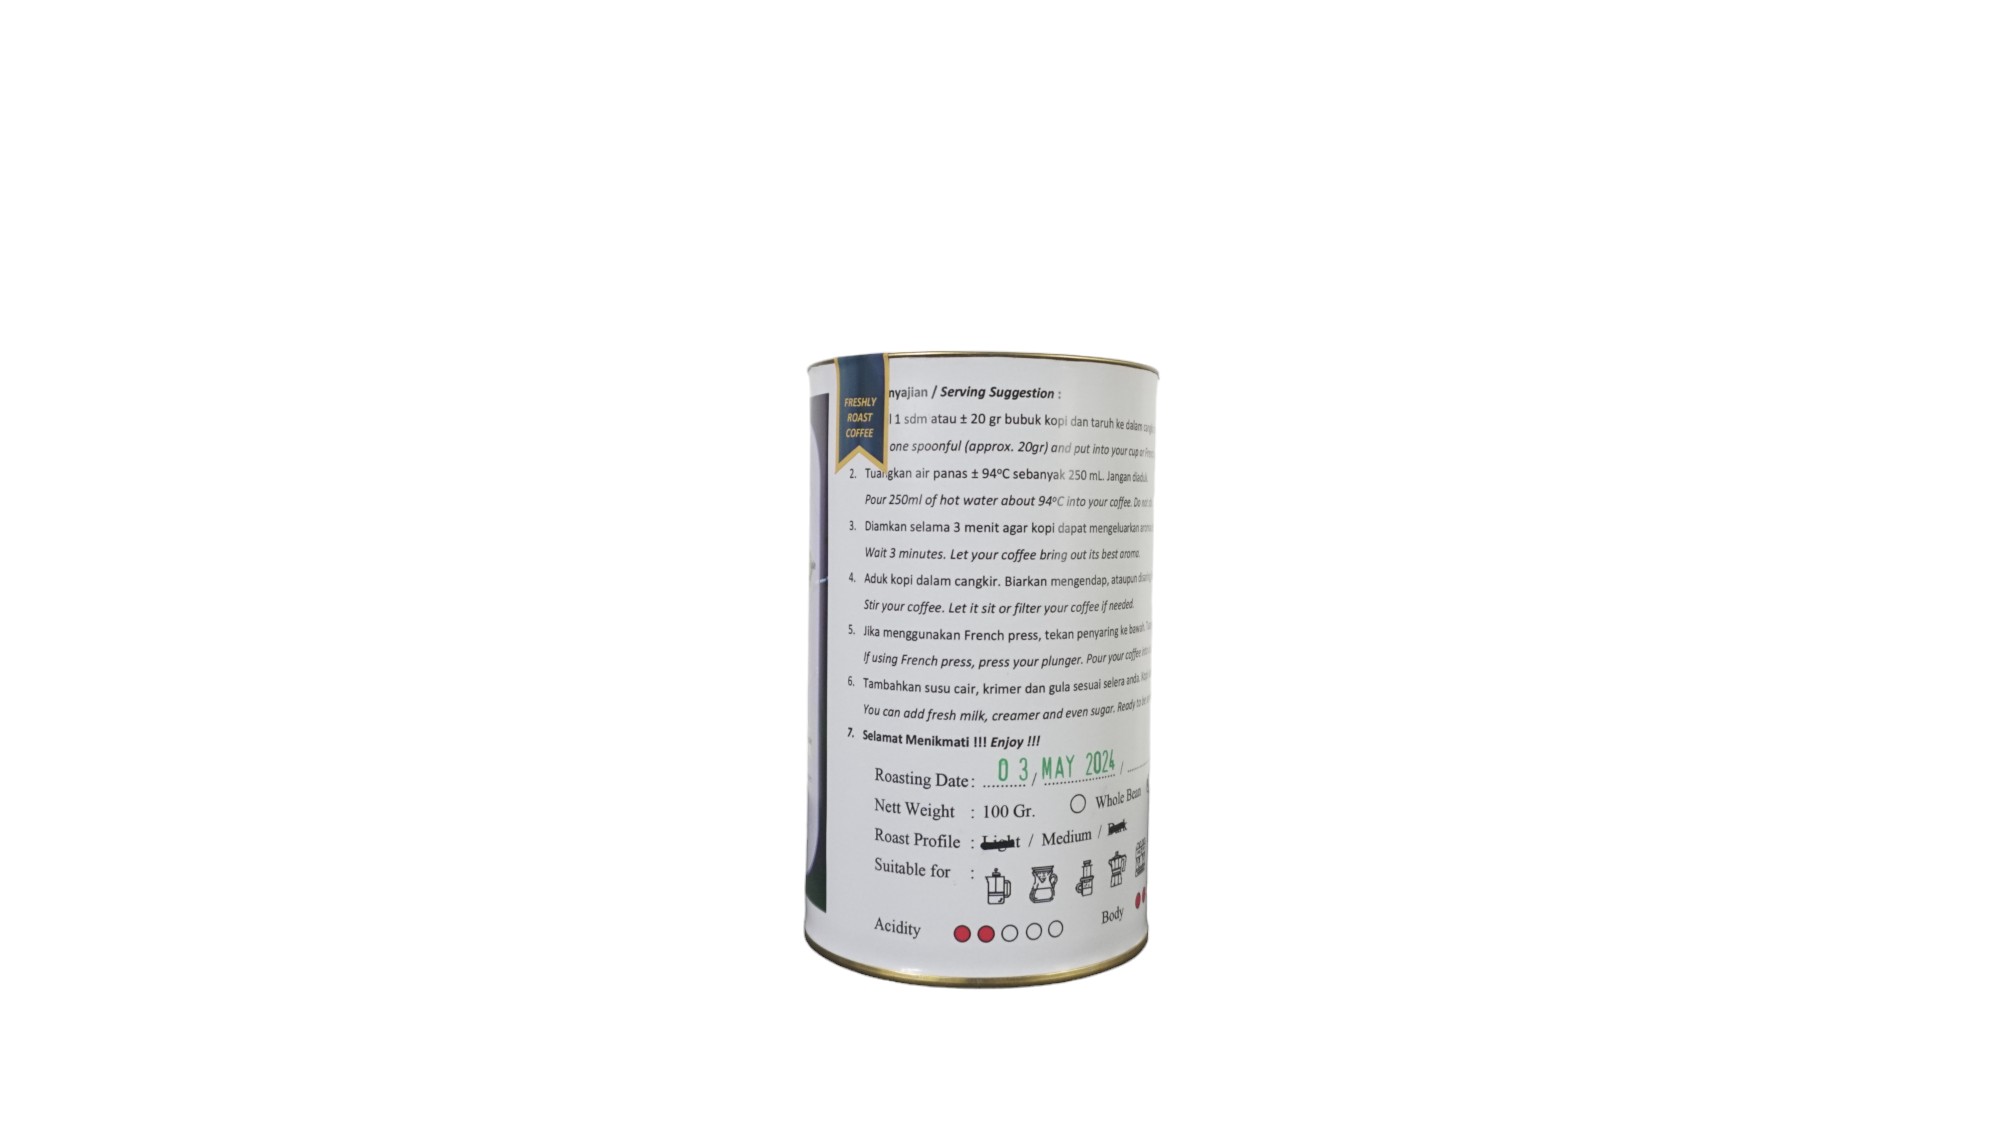 FRESHLY
ROAST
COFFEE
nyajian / Serving Suggestion :
1 sdm atau ± 20 gr bubuk kopi dan taruh ke dalam
one spoonful (approx. 20gr) and put into your cup or
2. Tuangkan air panas ± 94ºC sebanyak 250 mL. Jangan diaduk.
Pour 250ml of hot water about 94ºC into your coffee. Do not
3. Diamkan selama 3 menit agar kopi dapat mengeluarkan
Wait 3 minutes. Let your coffee bring out its best aroma.
4. Aduk kopi dalam cangkir. Biarkan mengendap, ataupun
Stir your coffee. Let it sit or filter your coffee if needed.
5. Jika menggunakan French press, tekan penyaring ke bawah.
If using French press, press your plunger. Pour your coffee
6. Tambahkan susu cair, krimer dan gula sesuai selera anda.
You can add fresh milk, creamer and even sugar. Ready to
7. Selamat Menikmati !!! Enjoy !!!
Roasting Date : 03 / MAY 2024 /
Nett Weight : 100 Gr. Whole Bean
Roast Profile : Light / Medium / Dark
Suitable for :
Acidity Body